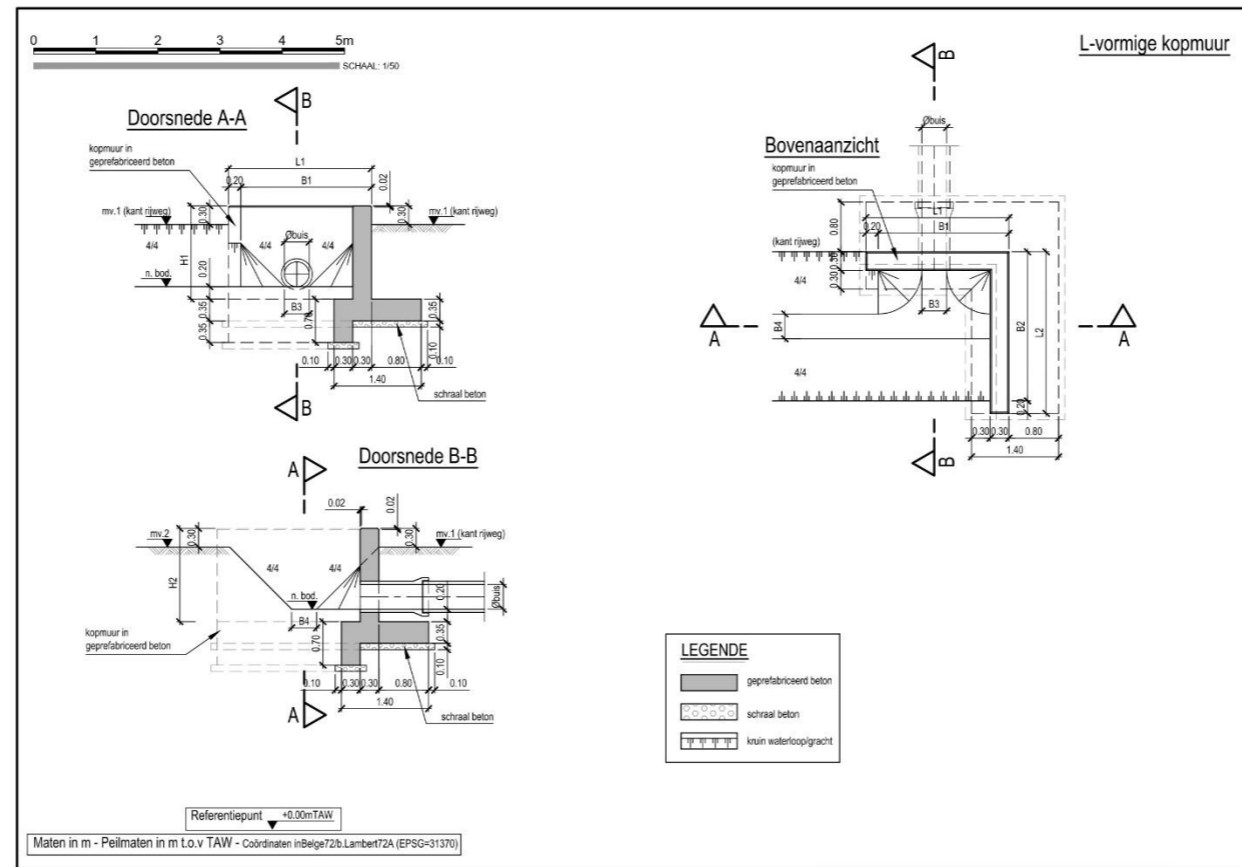 0 1 2 3 4 5m
SCHAAL: 1/50
L-vormige kopmuur
Doorsnede A-A
B
kopmuur in
geprefabriceerd beton
L1
0.20 B1
0.02
mv.1 (kant rijweg)
0.30
0.30
mv.1 (kant rijweg)
4/4
H1
4/4
Øbuis
4/4
n. bod.
0.20
B3
0.35
0.35
0.70
0.35
0.10
0.10 0.30 0.30 0.80 0.10
1.40
schraal beton
B
B
Øbuis
Bovenaanzicht
kopmuur in
geprefabriceerd beton
L1
0.20 B1
0.80
(kant rijweg)
0.30
0.30
4/4
B3
B4
A
A
B2
L2
4/4
0.20
0.30 0.30 0.80
1.40
B
Doorsnede B-B
A
0.02
0.02
mv.2
0.30
0.30
mv.1 (kant rijweg)
H2
4/4
4/4
n. bod.
B4
0.20
Øbuis
kopmuur in
geprefabriceerd beton
0.70
0.35
0.10
0.10 0.30 0.30 0.80 0.10
1.40
schraal beton
A
LEGENDE
geprefabriceerd beton
schraal beton
kruin waterloop/gracht
Referentiepunt +0.00mTAW
Maten in m - Peilmaten in m t.o.v TAW - Coördinaten inBelge72/b.Lambert72A (EPSG=31370)